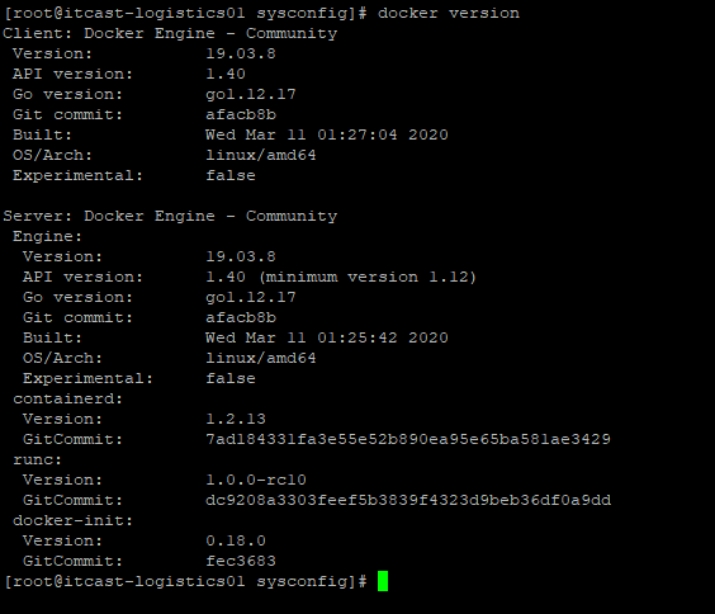 [root@itcast-logistics01 sysconfig]# docker version
Client: Docker Engine - Community
 Version:           19.03.8
 API version:       1.40
 Go version:        go1.12.17
 Git commit:        afacb8b
 Built:             Wed Mar 11 01:27:04 2020
 OS/Arch:           linux/amd64
 Experimental:      false

Server: Docker Engine - Community
 Engine:
  Version:          19.03.8
  API version:      1.40 (minimum version 1.12)
  Go version:       go1.12.17
  Git commit:       afacb8b
  Built:            Wed Mar 11 01:25:42 2020
  OS/Arch:          linux/amd64
  Experimental:     false
 containerd:
  Version:          1.2.13
  GitCommit:        7ad184331fa3e55e52b890ea95e65ba581ae3429
 runc:
  Version:          1.0.0-rc10
  GitCommit:        dc9208a3303feef5b3839f4323d9beb36df0a9dd
 docker-init:
  Version:          0.18.0
  GitCommit:        fec3683
[root@itcast-logistics01 sysconfig]#